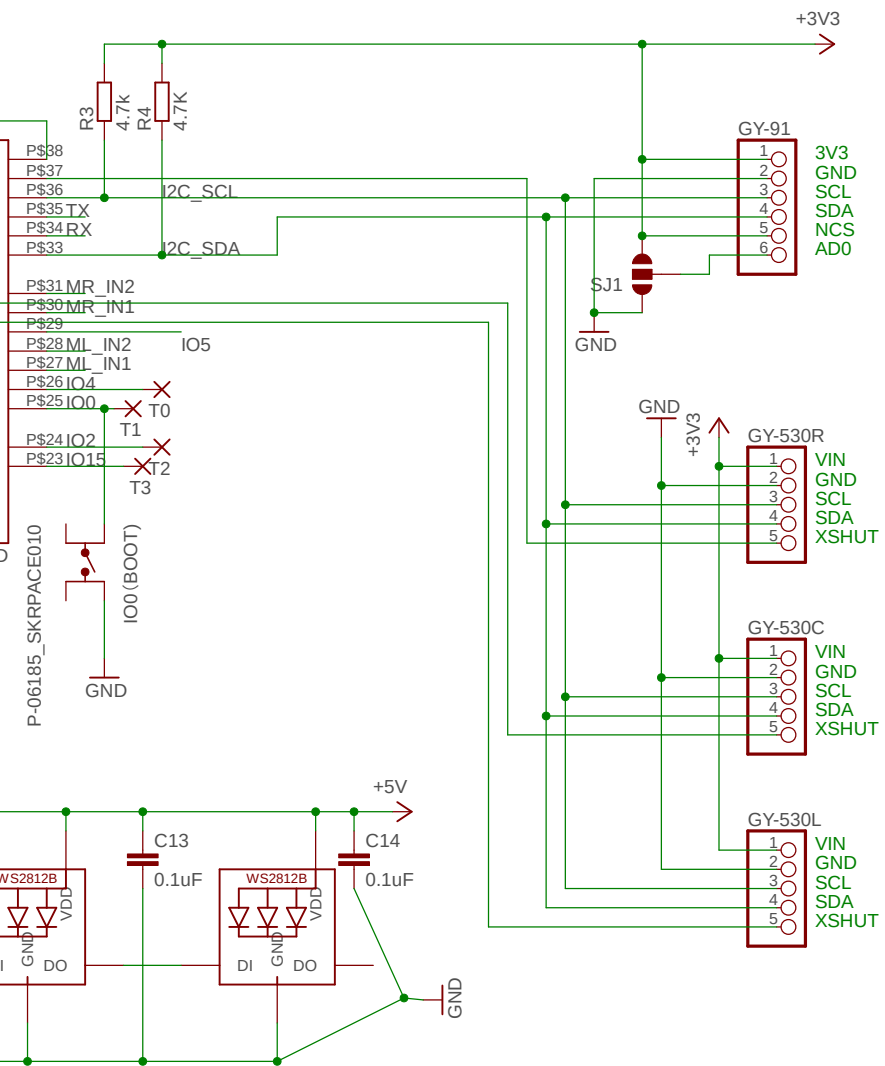 +3V3
R3
4.7k
R4
4.7K
GY-91
1 3V3
2 GND
3 SCL
4 SDA
5 NCS
6 AD0
P$38
P$37
P$36 I2C_SCL
P$35 TX
P$34 RX
P$33 I2C_SDA
P$31 MR_IN2
P$30 MR_IN1
P$29 IO5
P$28 ML_IN2
P$27 ML_IN1
P$26 IO4 T0
P$25 IO0 T1
P$24 IO2 T2
P$23 IO15 T3
SJ1
GND
GND
+3V3
GY-530R
1 VIN
2 GND
3 SCL
4 SDA
5 XSHUT
P-06185_SKRPACE010
IO0(BOOT)
GND
GY-530C
1 VIN
2 GND
3 SCL
4 SDA
5 XSHUT
+5V
C13
0.1uF
C14
0.1uF
GY-530L
1 VIN
2 GND
3 SCL
4 SDA
5 XSHUT
WS2812B
VDD
GND
DO
WS2812B
VDD
GND
DI
DO
GND